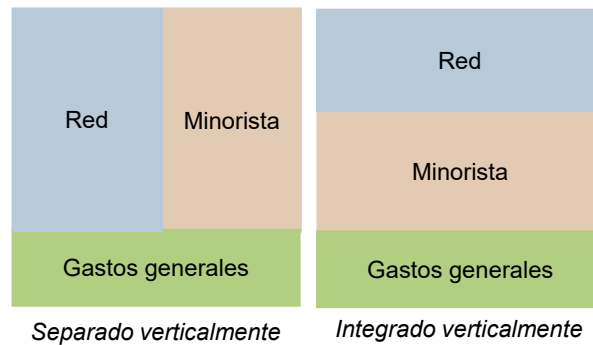 Red
Minorista
Gastos generales
Separado verticalmente
Red
Minorista
Gastos generales
Integrado verticalmente